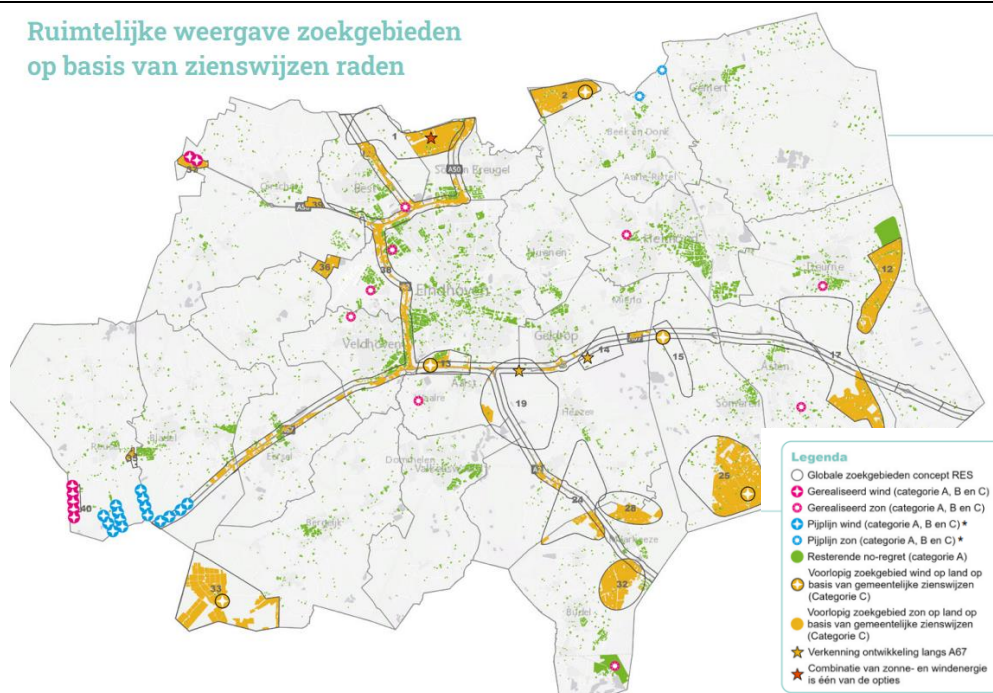 Ruimtelijke weergave zoekgebieden
op basis van zienswijzen raden
Gemert
2
Beek en Donk
1
Son en Breugel
A50
Best
Aarle-Rixtel
Oirschot
39
Nuenen
Helmond
36
38
Deurne
12
Eindhoven
Mierlo
Veldhoven
Geldrop
14
15
17
13
Aalst
Waalre
Asten
19
Heeze
Someren
Reusel
Bladel
35
Eersel
Dommelen
Valkenswaard
A2
25
24
28
40
Bergeijk
Maarheeze
33
32
Budel
Legenda
Globale zoekgebieden concept RES
Gerealiseerd wind (categorie A, B en C)
Gerealiseerd zon (categorie A, B en C)
Pijplijn wind (categorie A, B en C) *
Pijplijn zon (categorie A, B en C) *
Resterende no-regret (categorie A)
Voorlopig zoekgebied wind op land op
basis van gemeentelijke zienswijzen
(Categorie C)
Voorlopig zoekgebied zon op land op
basis van gemeentelijke zienswijzen
(Categorie C)
Verkenning ontwikkeling langs A67
Combinatie van zonne- en windenergie
is één van de opties